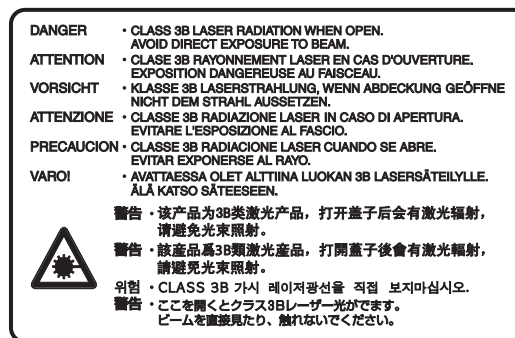 DANGER · CLASS 3B LASER RADIATION WHEN OPEN.
AVOID DIRECT EXPOSURE TO BEAM.
ATTENTION · CLASE 3B RAYONNEMENT LASER EN CAS D'OUVERTURE.
EXPOSITION DANGEREUSE AU FAISCEAU.
VORSICHT · KLASSE 3B LASERSTRAHLUNG, WENN ABDECKUNG GEÖFFNE
NICHT DEM STRAHL AUSSETZEN.
ATTENZIONE · CLASSE 3B RADIAZIONE LASER IN CASO DI APERTURA.
EVITARE L'ESPOSIZIONE AL FASCIO.
PRECAUCION · CLASSE 3B RADIACIONE LASER CUANDO SE ABRE.
EVITAR EXPONERSE AL RAYO.
VARO! · AVATTAESSA OLET ALTTIINA LUOKAN 3B LASERSÄTEILYLLE.
ÄLÄ KATSO SÄTEESEEN.
警告 · 该产品为3B类激光产品，打开盖子后会有激光辐射，
请避免光束照射。
警告 · 該産品爲3B類激光産品，打開蓋子後會有激光輻射，
請避免光束照射。
위험 · CLASS 3B 가시 레이저광선을 직접 보지마십시오.
警告 · ここを開くとクラス3Bレーザー光がでます。
ビームを直接見たり、触れないでください。